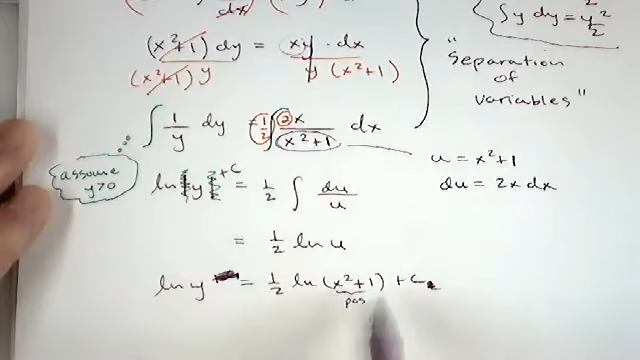 dx
(x²+1) dy = xy · dx
(x²+1) y y (x²+1)
∫ 1/y dy = 1/2 ∫ 2x/(x²+1) dx
assume
y>0
ln |y| +C = 1/2 ∫ du/u
= 1/2 ln u
ln y = 1/2 ln (x²+1) + C
pos
∫ y dy = y²/2
"Separation
of
variables"
u = x²+1
du = 2x dx